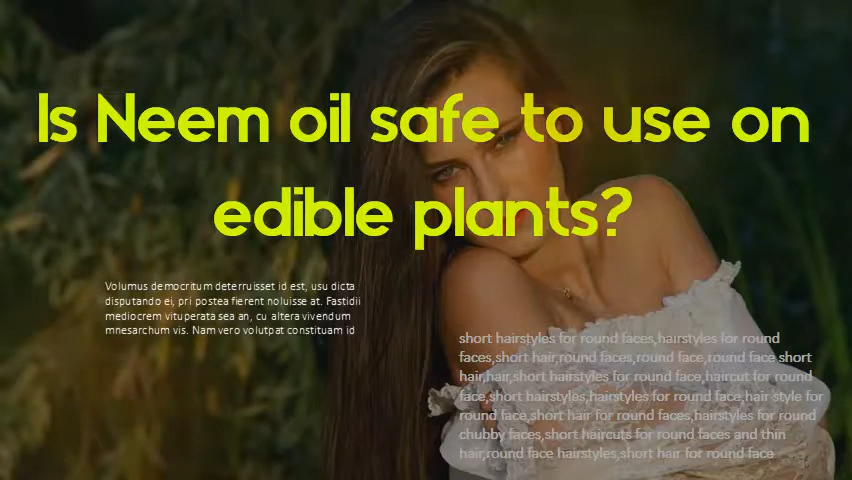 Is Neem oil safe to use on
edible plants?
Volumus democritum deterruisset id est, usu dicta
disputando ei, pri postea fierent noluisse at. Fastidii
mediocrem vituperata sea an, cu altera vivendum
mnesarchum vis. Nam vero volutpat constituam id
short hairstyles for round faces,hairstyles for round
faces,short hair,round faces,round face,round face short
hair,hair,short hairstyles for round face,haircut for round
face,short hairstyles,hairstyles for round face,hair style for
round face,short hair for round faces,hairstyles for round
chubby faces,short haircuts for round faces and thin
hair,round face hairstyles,short hair for round face